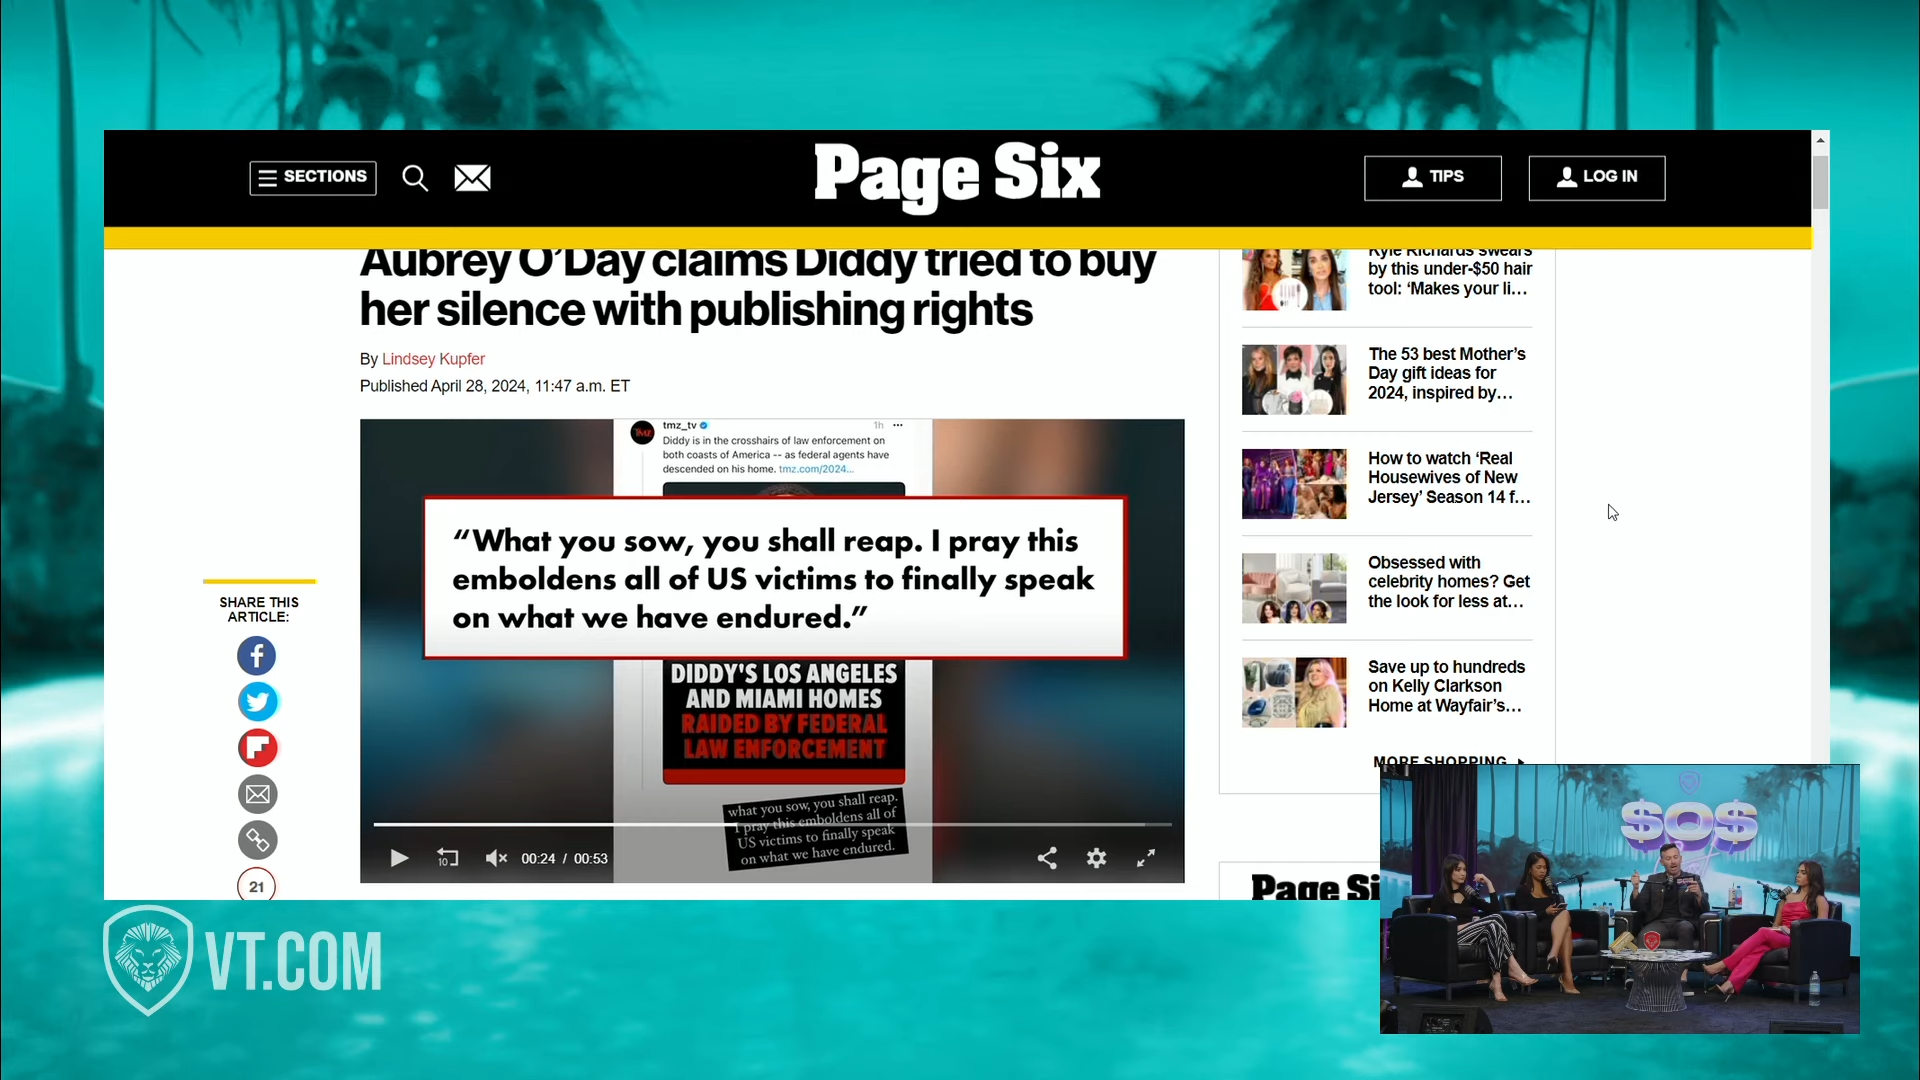 SECTIONS
Page Six
TIPS
LOG IN
Aubrey O'Day claims Diddy tried to buy
her silence with publishing rights
By Lindsey Kupfer
Published April 28, 2024, 11:47 a.m. ET
SHARE THIS
ARTICLE:
21
tmz_tv
1h
Diddy is in the crosshairs of law enforcement on
both coasts of America -- as federal agents have
descended on his home. tmz.com/2024...
“What you sow, you shall reap. I pray this
emboldens all of US victims to finally speak
on what we have endured.”
DIDDY'S LOS ANGELES
AND MIAMI HOMES
RAIDED BY FEDERAL
LAW ENFORCEMENT
what you sow, you shall reap.
I pray this emboldens all of
US victims to finally speak
on what we have endured.
10
00:24 / 00:53
Kyle Richards swears
by this under-$50 hair
tool: ‘Makes your li...
The 53 best Mother’s
Day gift ideas for
2024, inspired by...
How to watch ‘Real
Housewives of New
Jersey’ Season 14 f...
Obsessed with
celebrity homes? Get
the look for less at...
Save up to hundreds
on Kelly Clarkson
Home at Wayfair’s...
MORE SHOPPING
Page Si
$O$
VT.COM